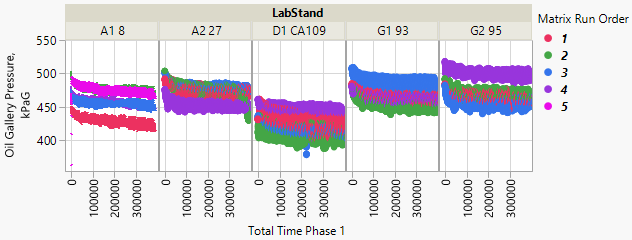 LabStand
A1 8 A2 27 D1 CA109 G1 93 G2 95
Oil Gallery Pressure,
kPaG
550
500
450
400
0 100000 200000 300000 0 100000 200000 300000 0 100000 200000 300000 0 100000 200000 300000 0 100000 200000 300000
Total Time Phase 1
Matrix Run Order
1
2
3
4
5